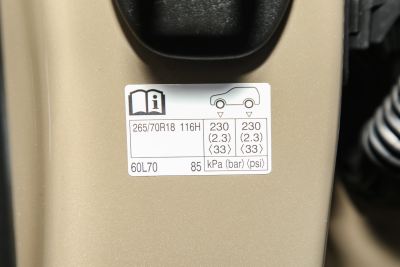 265/70R18 116H 230 230
(2.3) (2.3)
〈33〉 〈33〉
60L70 85 kPa (bar) 〈psi〉